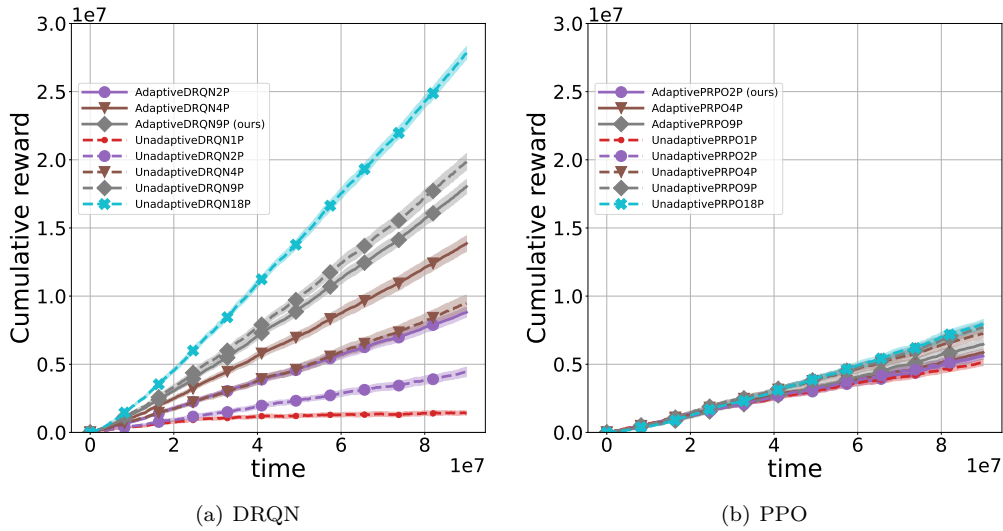 1e7
3.0
2.5
2.0
1.5
1.0
0.5
0.0
Cumulative reward
AdaptiveDRQN2P
AdaptiveDRQN4P
AdaptiveDRQN9P (ours)
UnadaptiveDRQN1P
UnadaptiveDRQN2P
UnadaptiveDRQN4P
UnadaptiveDRQN9P
UnadaptiveDRQN18P
0 2 4 6 8
time
1e7
(a) DRQN
1e7
3.0
2.5
2.0
1.5
1.0
0.5
0.0
Cumulative reward
AdaptivePRPO2P (ours)
AdaptivePRPO4P
AdaptivePRPO9P
UnadaptivePRPO1P
UnadaptivePRPO2P
UnadaptivePRPO4P
UnadaptivePRPO9P
UnadaptivePRPO18P
0 2 4 6 8
time
1e7
(b) PPO